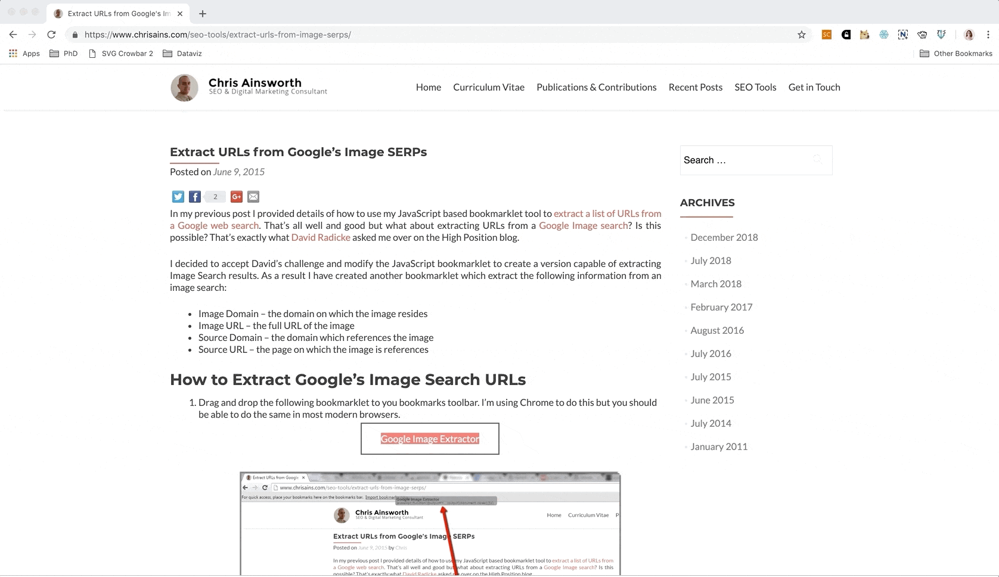 Extract URLs from Google's Im
https://www.chrisains.com/seo-tools/extract-urls-from-image-serps/
SC
N
Apps PhD SVG Crowbar 2 Dataviz Other Bookmarks
Chris Ainsworth
SEO & Digital Marketing Consultant
Home Curriculum Vitae Publications & Contributions Recent Posts SEO Tools Get in Touch
Extract URLs from Google’s Image SERPs
Posted on June 9, 2015
2
G+
In my previous post I provided details of how to use my JavaScript based bookmarklet tool to extract a list of URLs from
a Google web search. That’s all well and good but what about extracting URLs from a Google Image search? Is this
possible? That’s exactly what David Radicke asked me over on the High Position blog.
I decided to accept David’s challenge and modify the JavaScript bookmarklet to create a version capable of extracting
Image Search results. As a result I have created another bookmarklet which extract the following information from an
image search:
Image Domain – the domain on which the image resides
Image URL – the full URL of the image
Source Domain – the domain which references the image
Source URL – the page on which the image is references
How to Extract Google’s Image Search URLs
1. Drag and drop the following bookmarklet to you bookmarks toolbar. I’m using Chrome to do this but you should
be able to do the same in most modern browsers.
Google Image Extractor
Extract URLs from Google
www.chrisains.com/seo-tools/extract-urls-from-image-serps/
For quick access, place your bookmarks here on the bookmarks bar. Import bookmar
Google Image Extractor
Chris Ainsworth
SEO & Digital Marketing Consultant
Home Curriculum Vitae P
Extract URLs from Google's Image SERPs
Posted on June 9, 2015 by Chris
In my previous post I provided details of how to use my JavaScript based bookmarklet tool to extract a list of URLs from
a Google web search. That's all well and good but what about extracting URLs from a Google Image search? Is this
possible? That's exactly what David Radicke asked me over on the High Position blog.
Search …
ARCHIVES
December 2018
July 2018
March 2018
February 2017
August 2016
July 2016
July 2015
June 2015
July 2014
January 2011